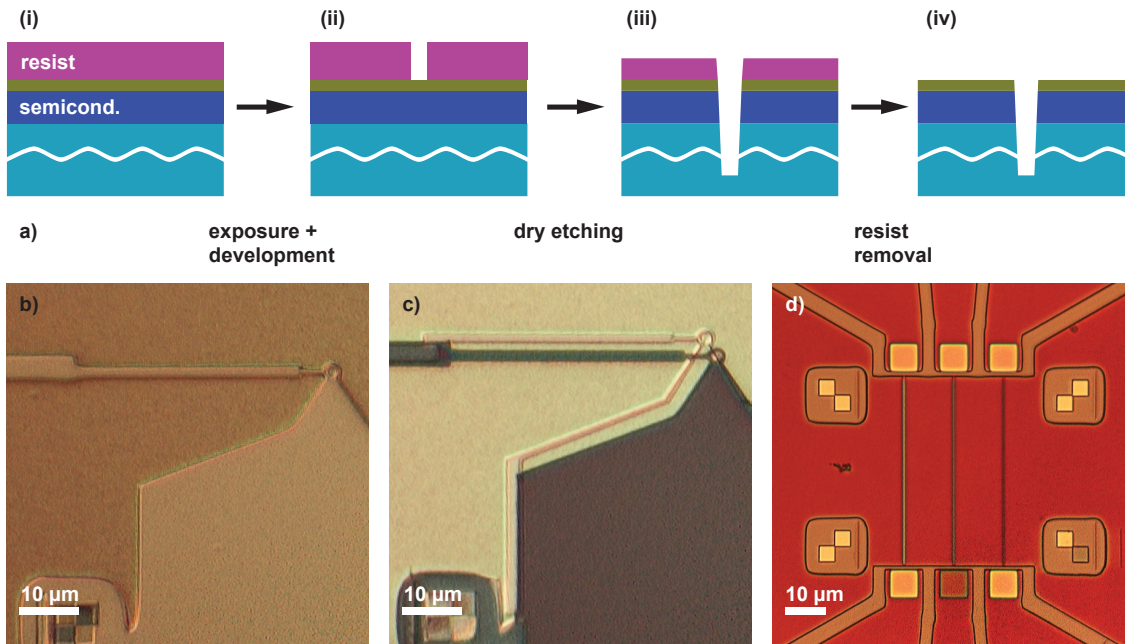 (i)
(ii)
(iii)
(iv)
resist
semicond.
a)
exposure +
development
dry etching
resist
removal
b)
c)
d)
10 µm
10 µm
10 µm